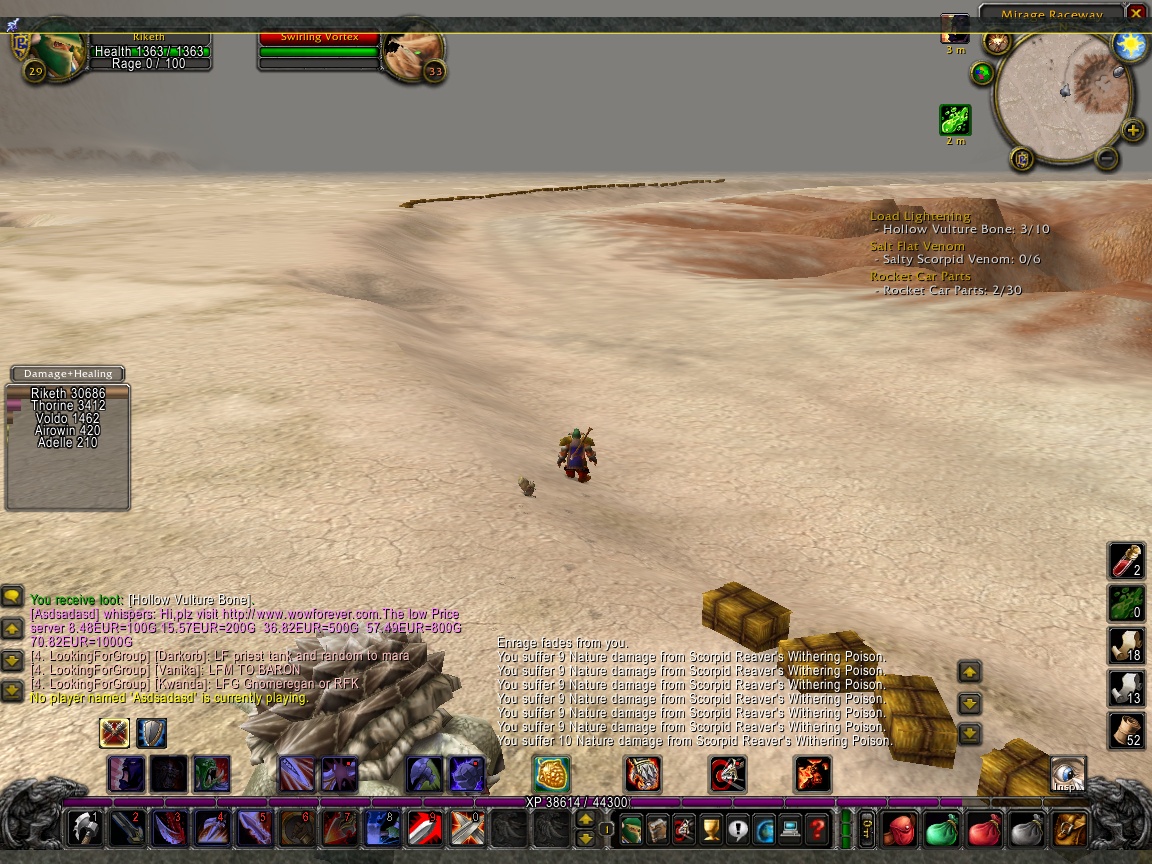 Mirage Raceway
Riketh
Health 1363 / 1363
Rage 0 / 100
29
Swirling Vortex
33
3 m
2 m
Load Lightening
- Hollow Vulture Bone: 3/10
Salt Flat Venom
- Salty Scorpid Venom: 0/6
Rocket Car Parts
- Rocket Car Parts: 2/30
Damage+Healing
Riketh 30686
Thorine 3412
Voldo 1462
Airowin 420
Adelle 210
You receive loot: [Hollow Vulture Bone].
[Asdsadasd] whispers: Hi,plz visit http://www.wowforever.com.The low Price
server 8.48EUR=100G 15.57EUR=200G 36.82EUR=500G 57.49EUR=800G
70.82EUR=1000G
[4. LookingForGroup] [Darkorb]: LF priest tank and random to mara
[4. LookingForGroup] [Vanika]: LFM TO BARON
[4. LookingForGroup] [Kwanda]: LFG Gnomeregan or RFK
No player named 'Asdsadasd' is currently playing.
Enrage fades from you.
You suffer 9 Nature damage from Scorpid Reaver's Withering Poison.
You suffer 9 Nature damage from Scorpid Reaver's Withering Poison.
You suffer 9 Nature damage from Scorpid Reaver's Withering Poison.
You suffer 9 Nature damage from Scorpid Reaver's Withering Poison.
You suffer 9 Nature damage from Scorpid Reaver's Withering Poison.
You suffer 9 Nature damage from Scorpid Reaver's Withering Poison.
You suffer 10 Nature damage from Scorpid Reaver's Withering Poison.
2
0
18
13
52
Insp
XP 38614 / 44300
1 2 3 4 5 6 7 8 9 0
1